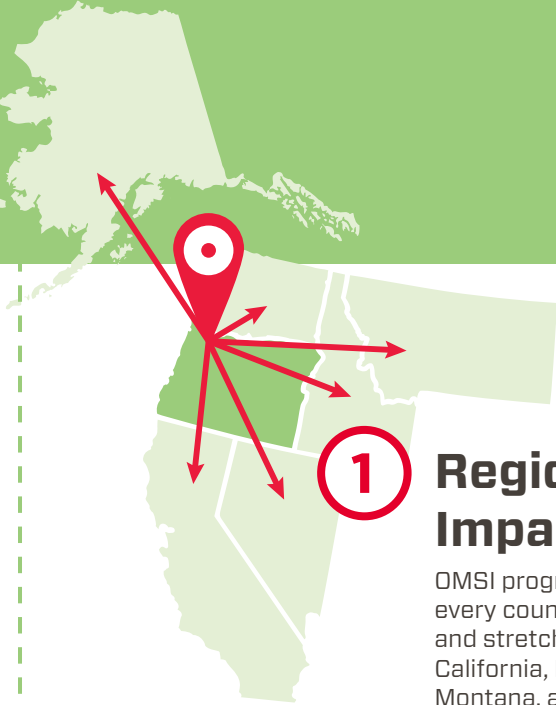 1
Regio
Impa
OMSI progr
every coun
and stretch
California,
Montana, a